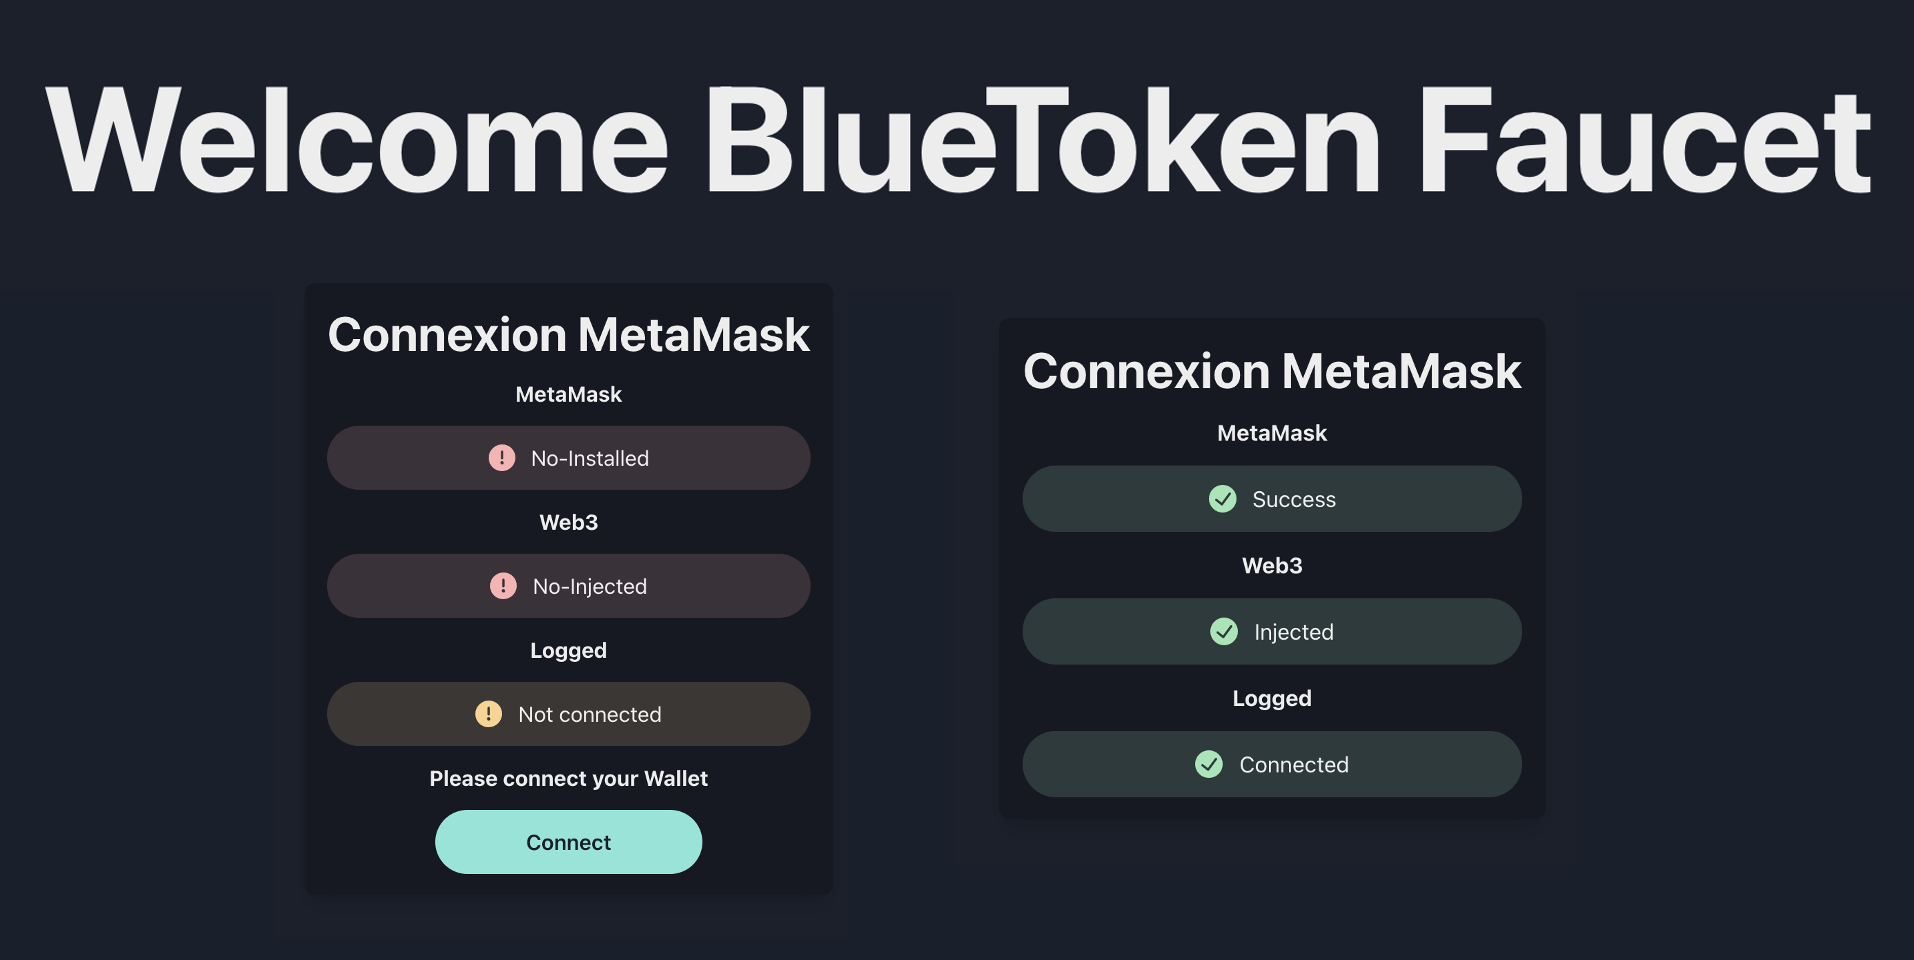 Welcome BlueToken Faucet
Connexion MetaMask
MetaMask
No-Installed
Web3
No-Injected
Logged
Not connected
Please connect your Wallet
Connect
Connexion MetaMask
MetaMask
Success
Web3
Injected
Logged
Connected